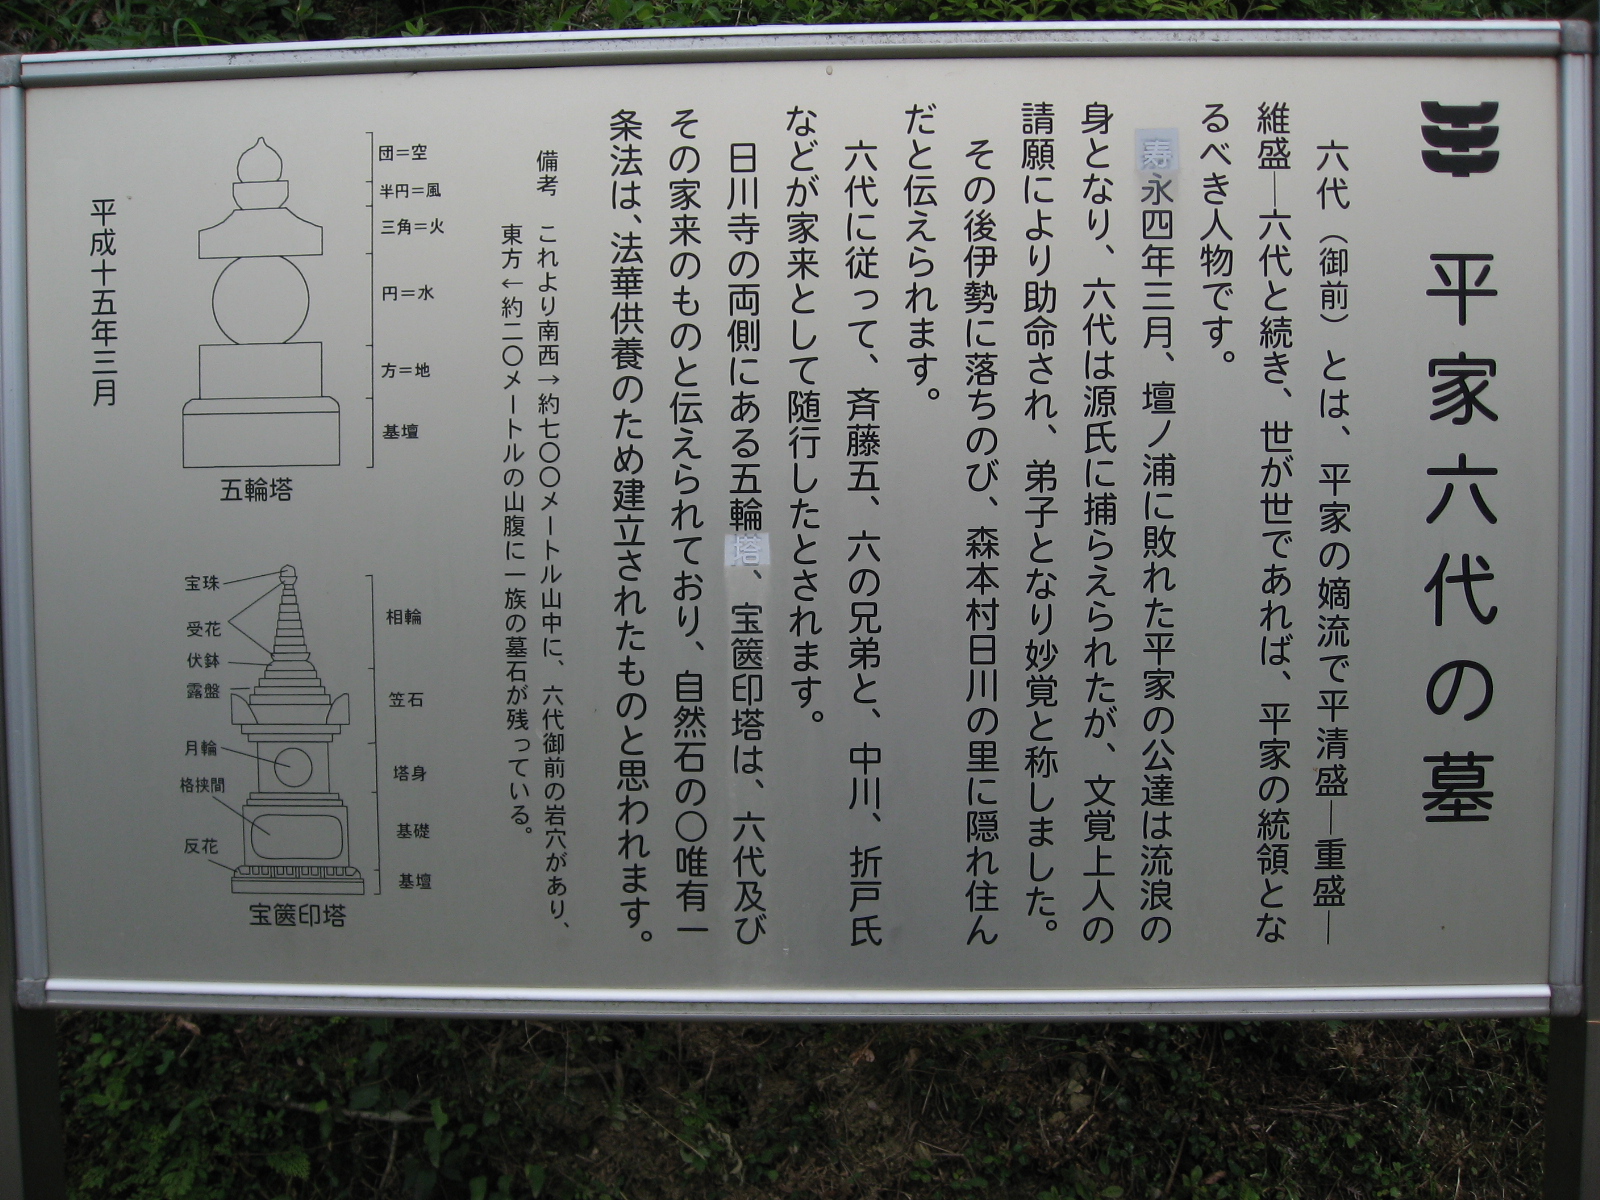 平家六代の墓
六代（御前）とは、平家の嫡流で平清盛―重盛―
維盛―六代と続き、世が世であれば、平家の統領とな
るべき人物です。
寿永四年三月、壇ノ浦に敗れた平家の公達は流浪の
身となり、六代は源氏に捕らえられたが、文覚上人の
請願により助命され、弟子となり妙覚と称しました。
その後伊勢に落ちのび、森本村日川の里に隠れ住ん
だと伝えられます。
六代に従って、斉藤五、六の兄弟と、中川、折戸氏
などが家来として随行したとされます。
日川寺の両側にある五輪塔、宝篋印塔は、六代及び
その家来のものと伝えられており、自然石の〇唯有一
条法は、法華供養のため建立されたものと思われます。
備考　これより南西→約七〇〇メートル山中に、六代御前の岩穴があり、
東方←約二〇メートルの山腹に一族の墓石が残っている。
団＝空
半円＝風
三角＝火
円＝水
方＝地
基壇
五輪塔
相輪
笠石
塔身
基礎
基壇
宝珠
受花
伏鉢
露盤
月輪
格狭間
反花
宝篋印塔
平成十五年三月